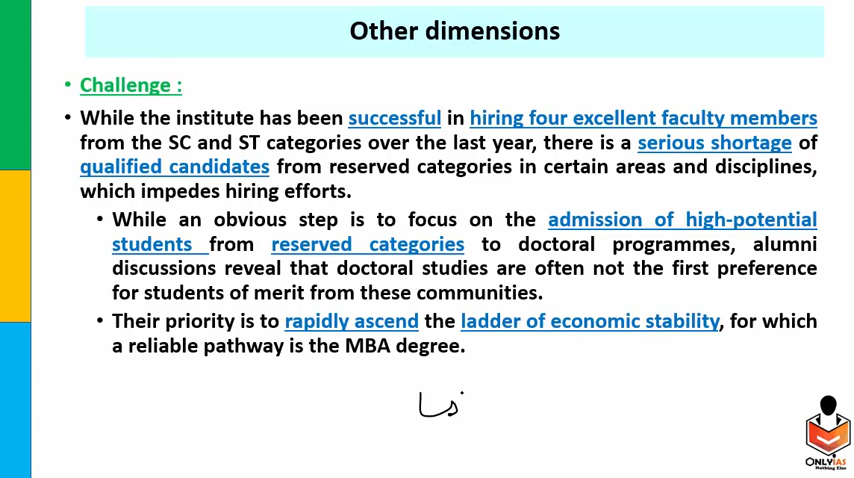 Other dimensions
• Challenge :
• While the institute has been successful in hiring four excellent faculty members
from the SC and ST categories over the last year, there is a serious shortage of
qualified candidates from reserved categories in certain areas and disciplines,
which impedes hiring efforts.
• While an obvious step is to focus on the admission of high-potential
students from reserved categories to doctoral programmes, alumni
discussions reveal that doctoral studies are often not the first preference
for students of merit from these communities.
• Their priority is to rapidly ascend the ladder of economic stability, for which
a reliable pathway is the MBA degree.
ONLYIAS
Nothing Else